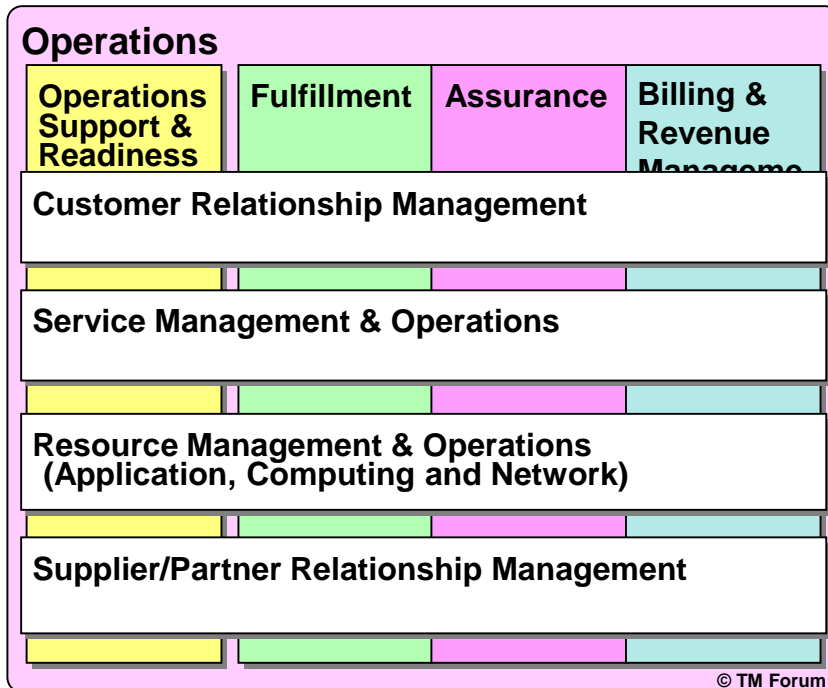 Operations
Operations
Support &
Readiness
Fulfillment
Assurance
Billing &
Revenue
Manageme
Customer Relationship Management
Service Management & Operations
Resource Management & Operations
(Application, Computing and Network)
Supplier/Partner Relationship Management
© TM Forum